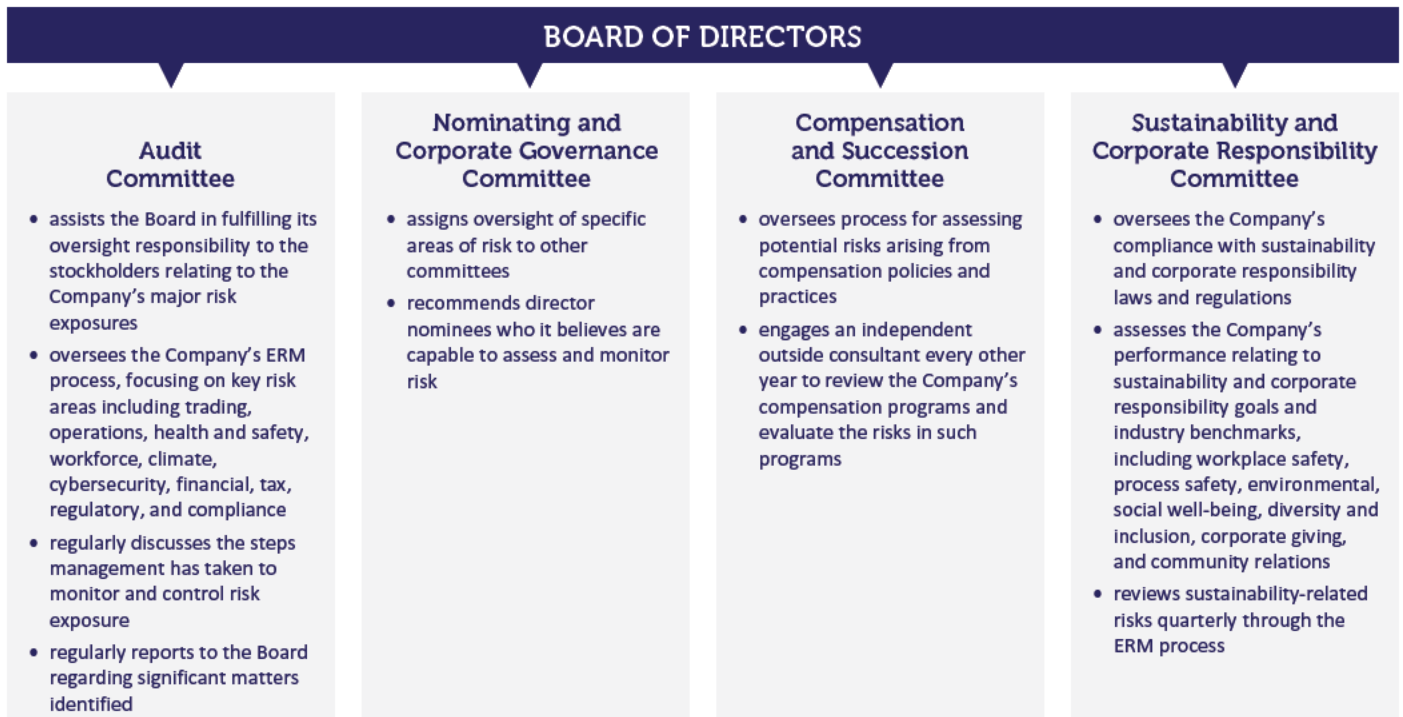 BOARD OF DIRECTORS
Audit
Committee
• assists the Board in fulfilling its
oversight responsibility to the
stockholders relating to the
Company's major risk
exposures
• oversees the Company's ERM
process, focusing on key risk
areas including trading,
operations, health and safety,
workforce, climate,
cybersecurity, financial, tax,
regulatory, and compliance
• regularly discusses the steps
management has taken to
monitor and control risk
exposure
• regularly reports to the Board
regarding significant matters
identified
Nominating and
Corporate Governance
Committee
• assigns oversight of specific
areas of risk to other
committees
• recommends director
nominees who it believes are
capable to assess and monitor
risk
Compensation
and Succession
Committee
• oversees process for assessing
potential risks arising from
compensation policies and
practices
• engages an independent
outside consultant every other
year to review the Company's
compensation programs and
evaluate the risks in such
programs
Sustainability and
Corporate Responsibility
Committee
• oversees the Company's
compliance with sustainability
and corporate responsibility
laws and regulations
• assesses the Company's
performance relating to
sustainability and corporate
responsibility goals and
industry benchmarks,
including workplace safety,
process safety, environmental,
social well-being, diversity and
inclusion, corporate giving,
and community relations
• reviews sustainability-related
risks quarterly through the
ERM process